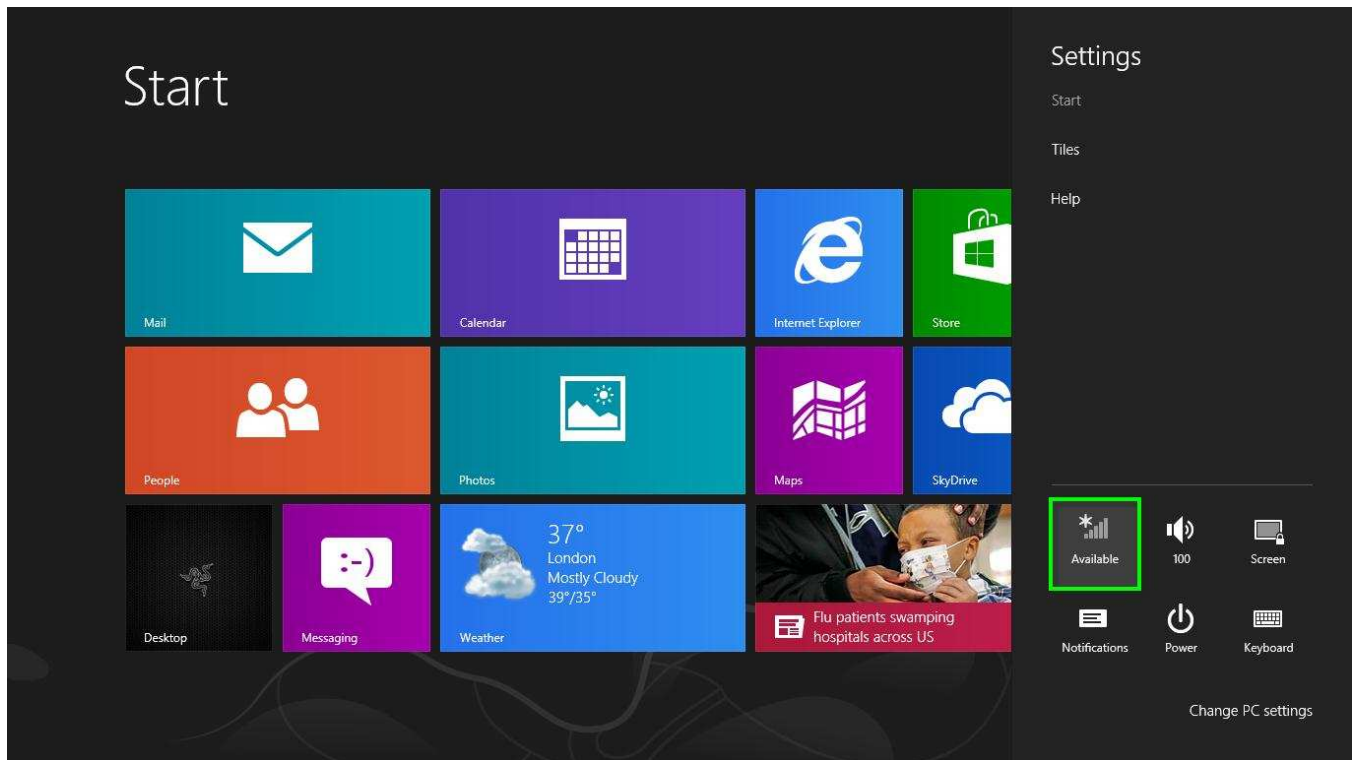 Start
Mail
Calendar
Internet Explorer
Store
People
Photos
Maps
SkyDrive
Desktop
:-)
Messaging
37°
London
Mostly Cloudy
39°/35°
Weather
Flu patients swamping
hospitals across US
Settings
Start
Tiles
Help
Available
100
Screen
Notifications
Power
Keyboard
Change PC settings